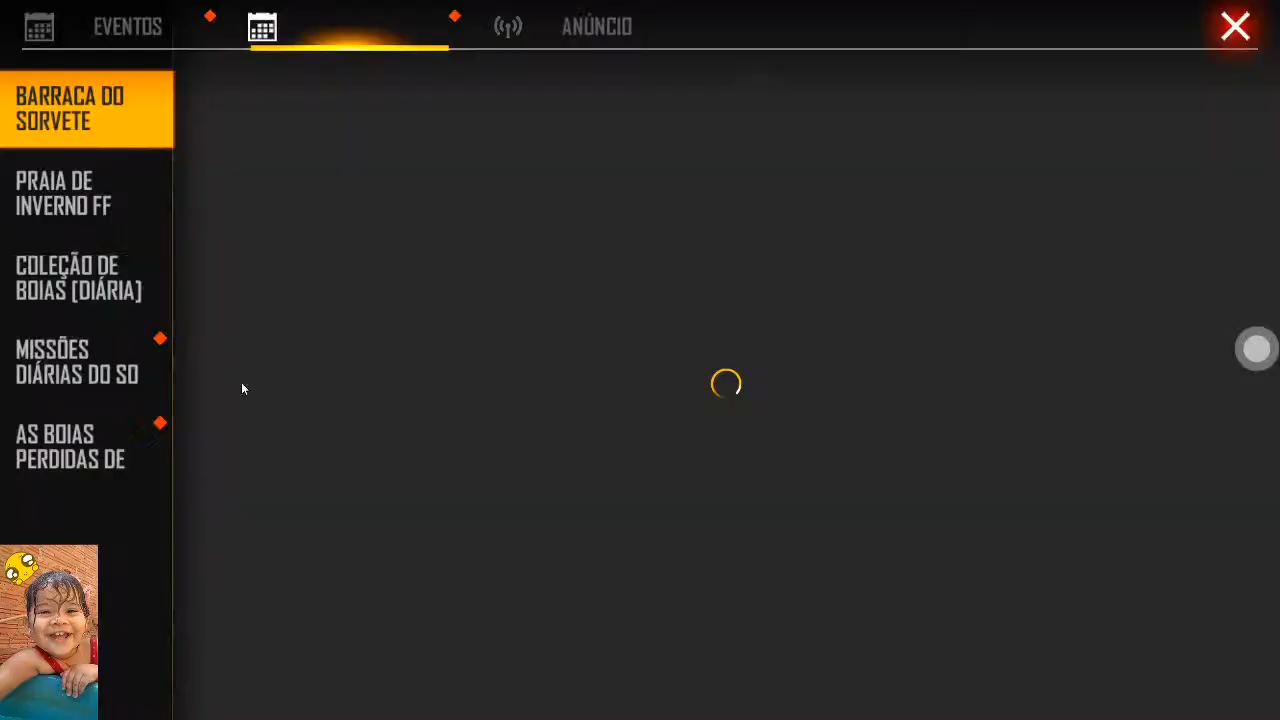 EVENTOS
ANÚNCIO
BARRACA DO
SORVETE
PRAIA DE
INVERNO FF
COLEÇÃO DE
BOIAS [DIÁRIA]
MISSÕES
DIÁRIAS DO SO
AS BOIAS
PERDIDAS DE